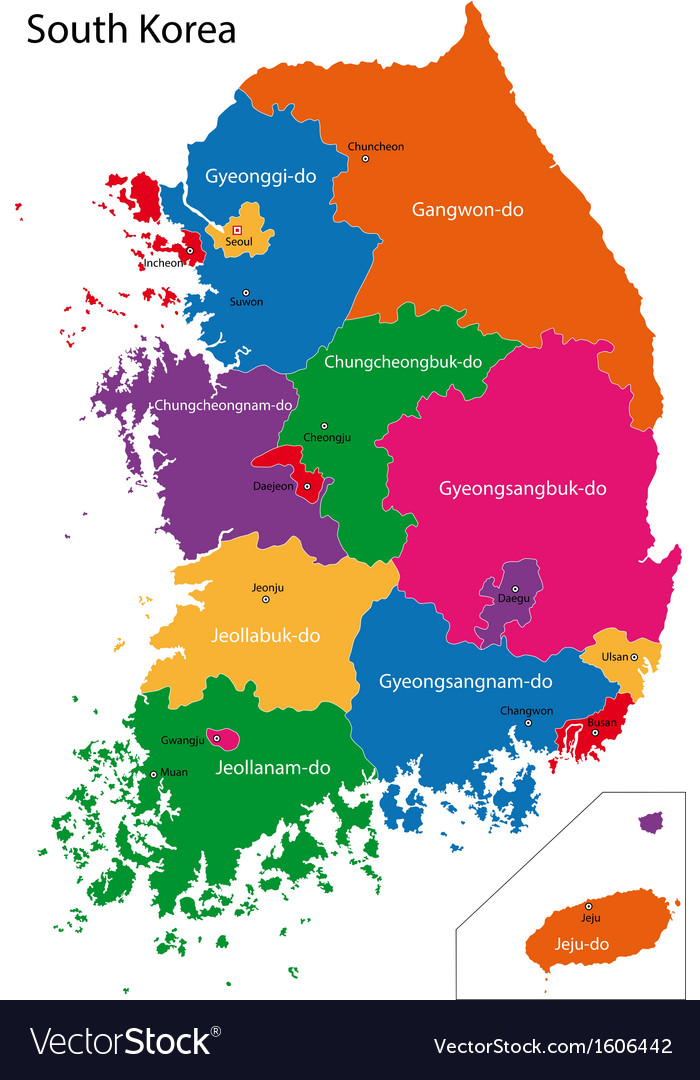 South Korea
Chuncheon
Gyeonggi-do
Gangwon-do
Seoul
Incheon
Suwon
Chungcheongbuk-do
Chungcheongnam-do
Cheongju
Daejeon
Gyeongsangbuk-do
Jeonju
Daegu
Jeollabuk-do
Ulsan
Gyeongsangnam-do
Changwon
Busan
Gwangju
Jeollanam-do
Muan
Jeju
Jeju-do
VectorStock®
VectorStock.com/1606442